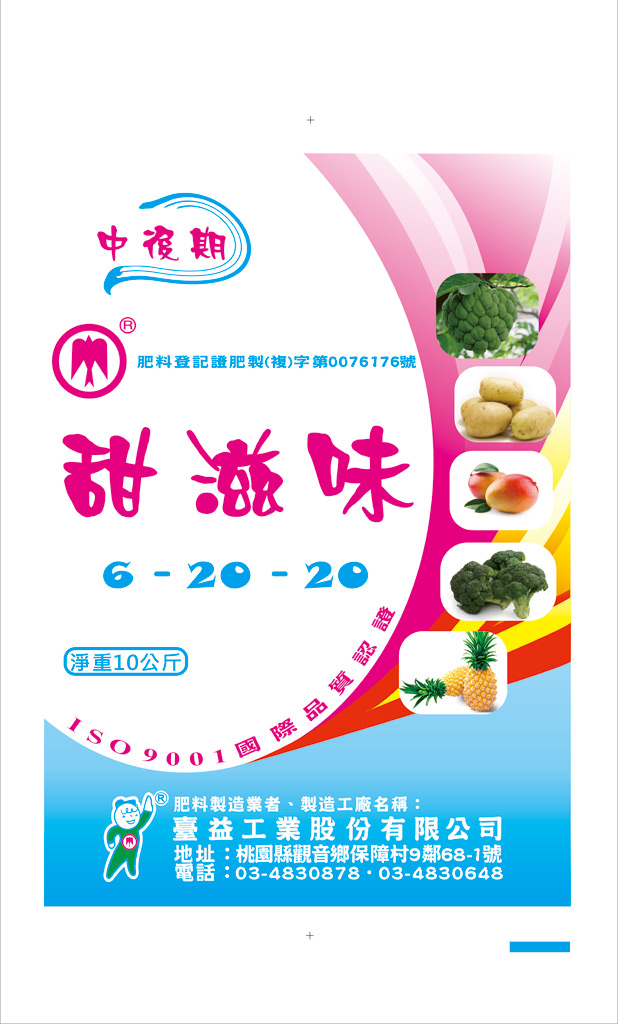 中後期
®
肥料登記證肥製(複)字第0076176號
甜滋味
6 - 20 - 20
淨重10公斤
ISO9001國際品質認證
®
肥料製造業者、製造工廠名稱：
臺益工業股份有限公司
地址：桃園縣觀音鄉保障村9鄰68-1號
電話：03-4830878．03-4830648